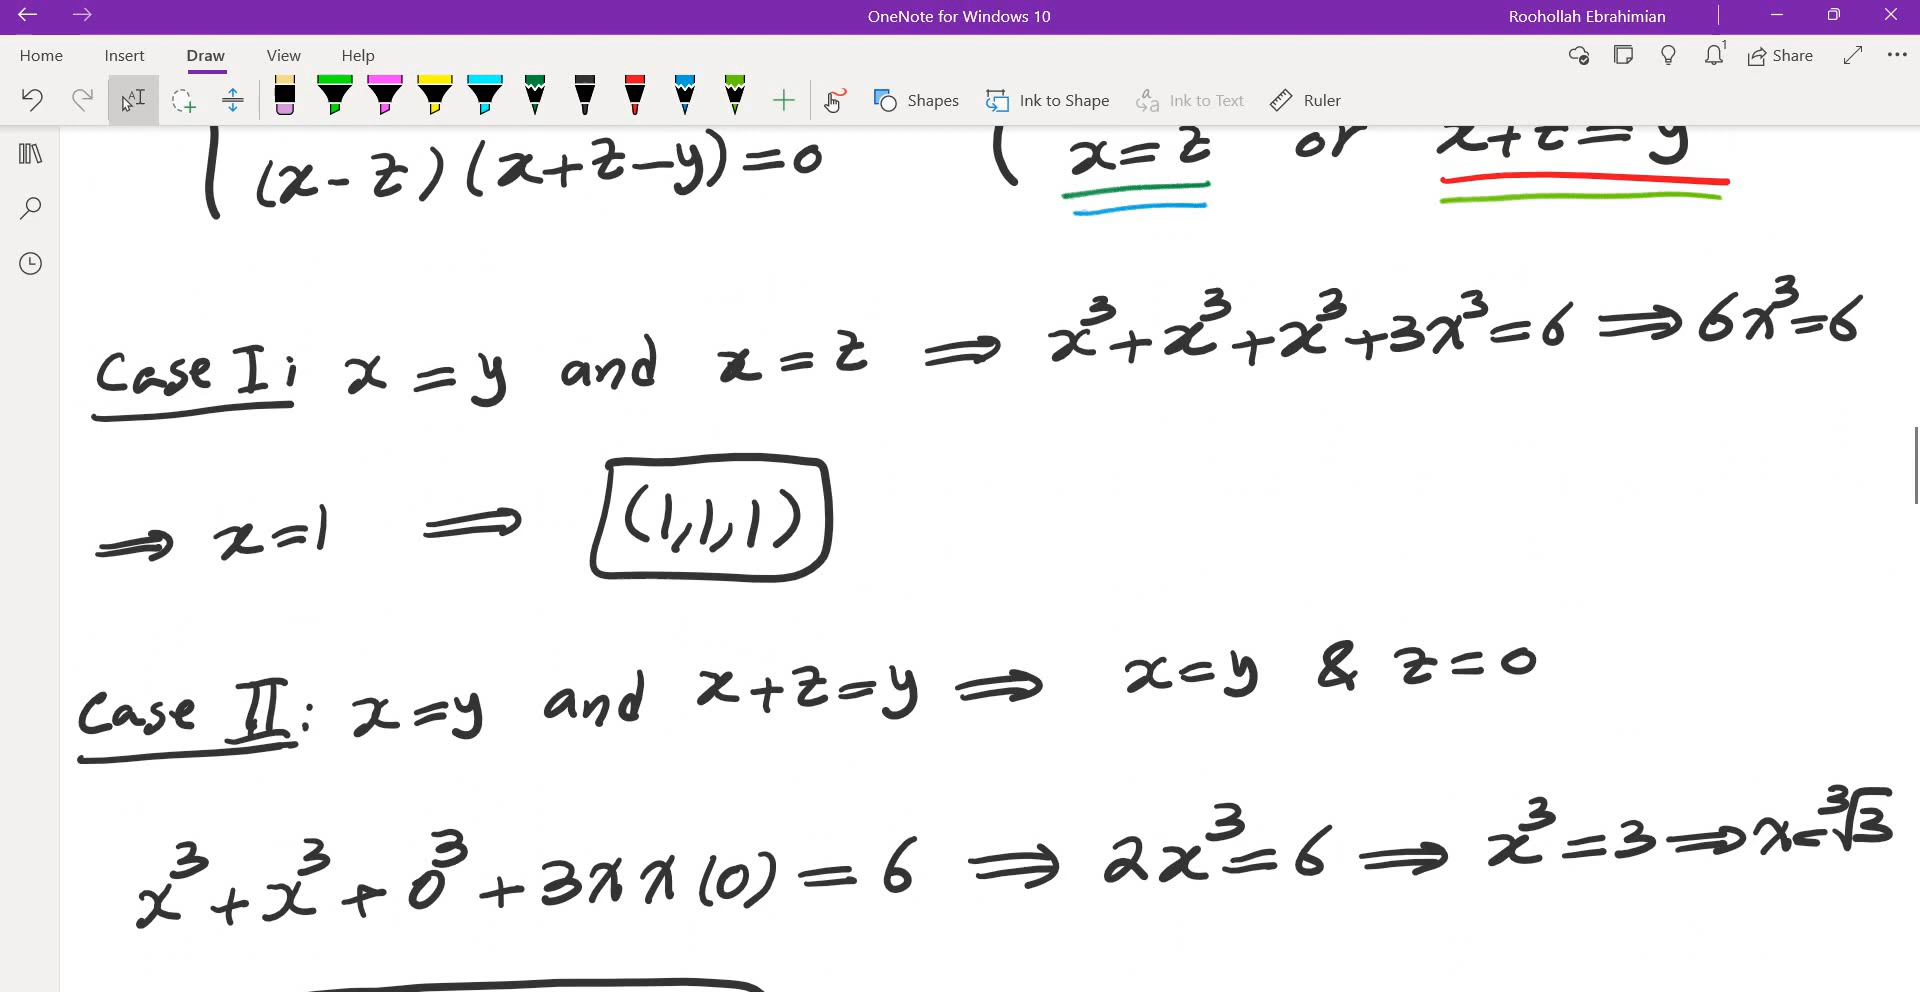 OneNote for Windows 10
Roohollah Ebrahimian
Home Insert Draw View Help
1 Share
Shapes Ink to Shape Ink to Text Ruler
(x-z)(x+z-y)=0 ( x=z or x+z=y
Case I: x=y and x=z ⟹ x³+x³+x³+3x³=6 ⟹ 6x³=6
⟹ x=1 ⟹ (1,1,1)
Case II: x=y and x+z=y ⟹ x=y & z=0
x³+x³+0³+3xx(0)=6 ⟹ 2x³=6 ⟹ x³=3 ⟹ x=∛3